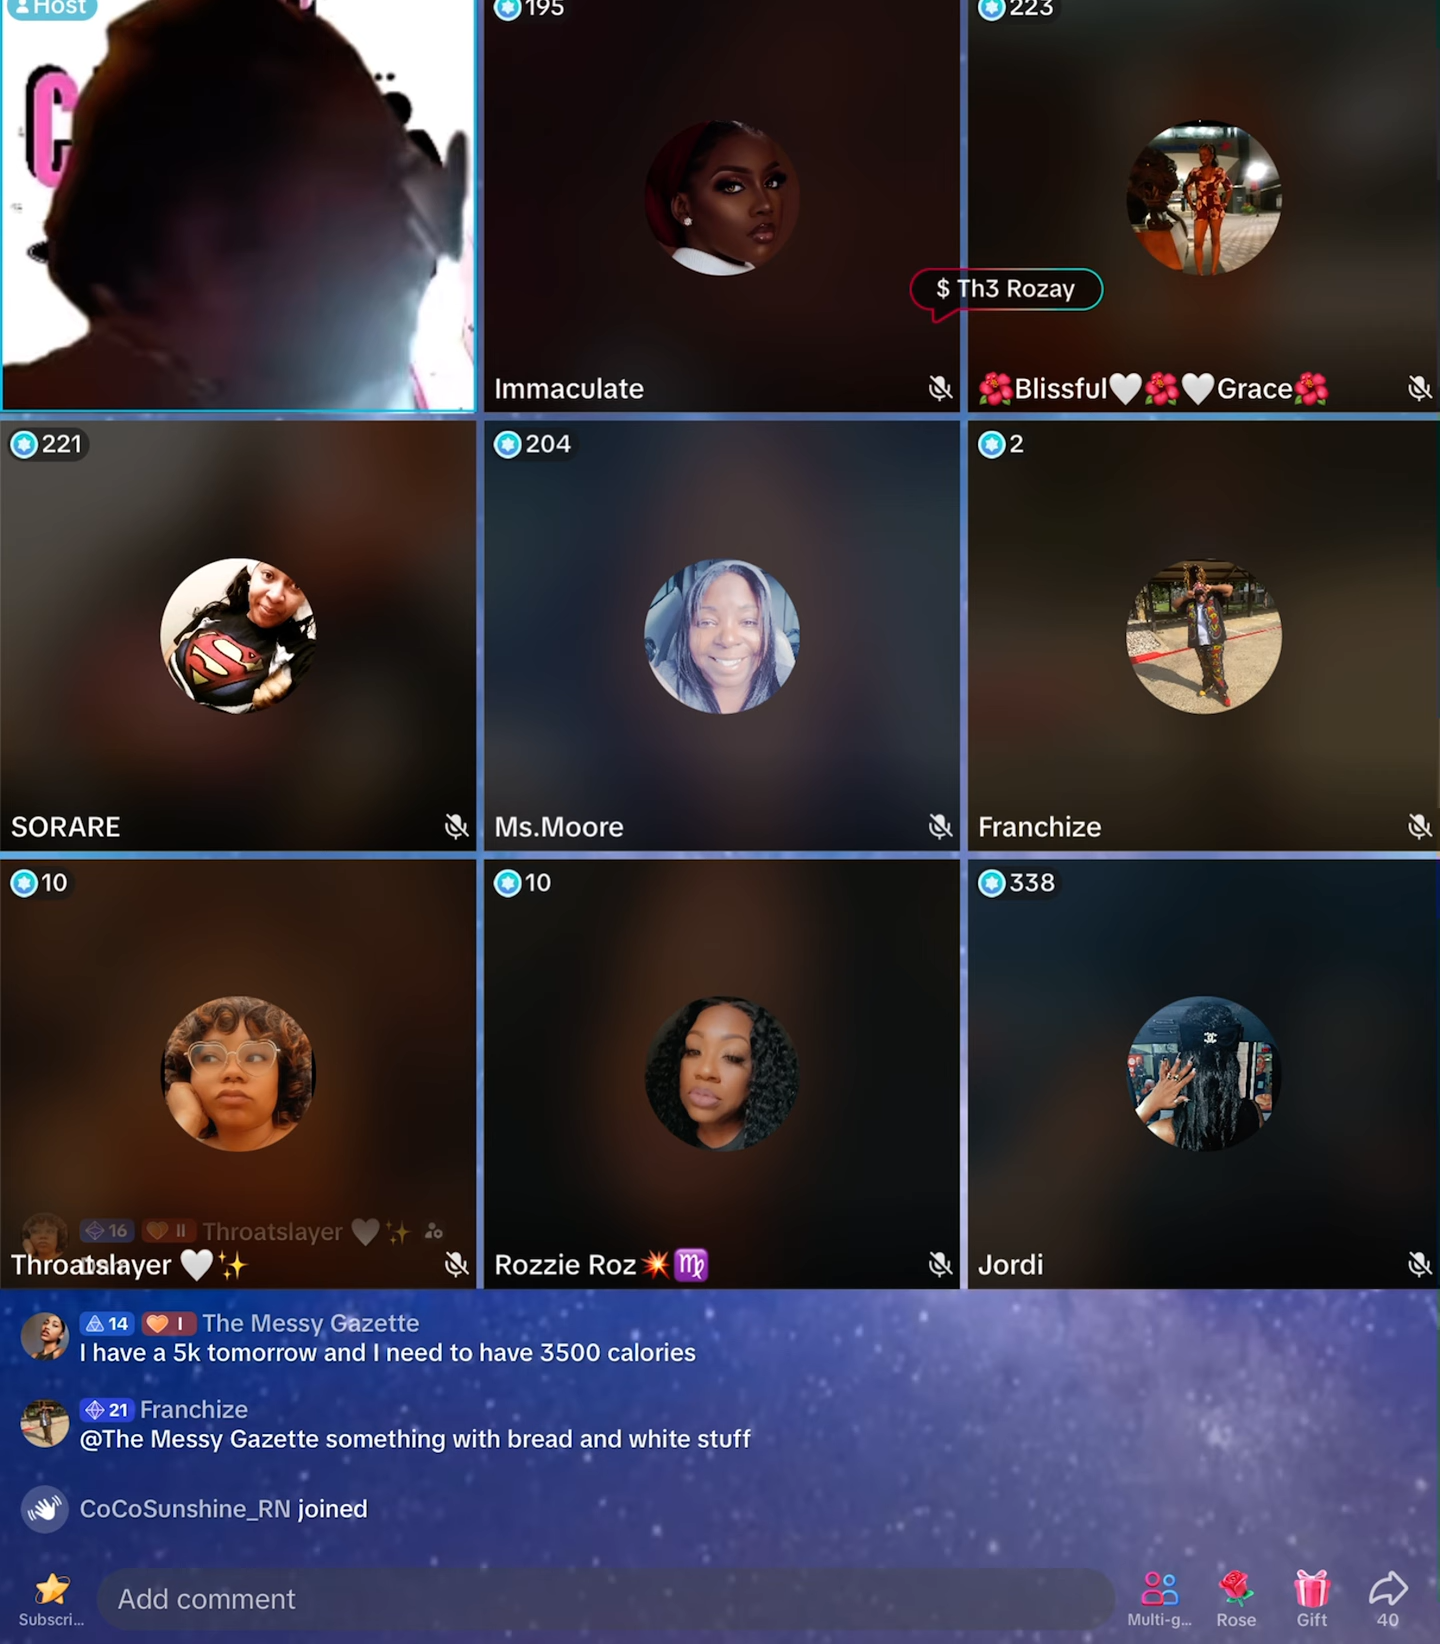 Host
195
223
C
$ Th3 Rozay
Immaculate
🌺Blissful🤍🌺🤍Grace🌺
221
204
2
SORARE
Ms.Moore
Franchize
10
10
338
16 II Throatslayer 🤍✨
Throatslayer 🤍✨
Rozzie Roz 💥♍
Jordi
14 I The Messy Gazette
I have a 5k tomorrow and I need to have 3500 calories
21 Franchize
@The Messy Gazette something with bread and white stuff
CoCoSunshine_RN joined
Add comment
Subscri...
Multi-g...
Rose
Gift
40